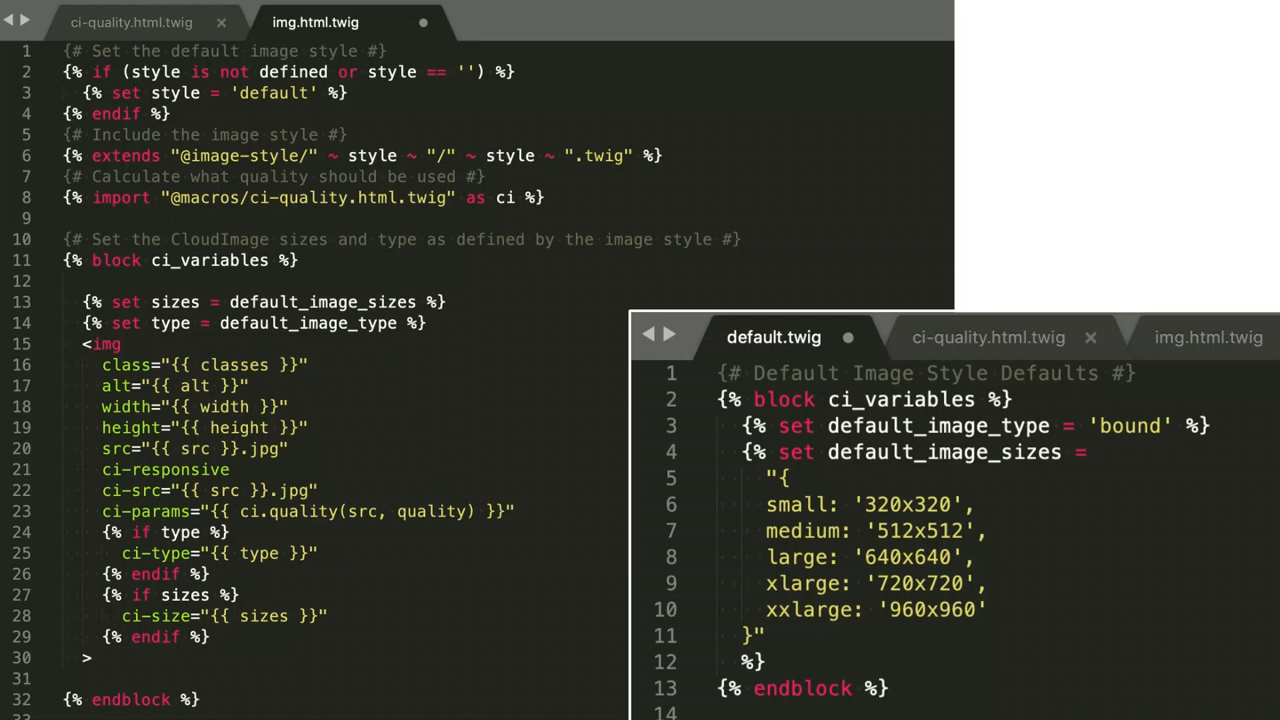 ci-quality.html.twig × img.html.twig
1 {# Set the default image style #}
2 {% if (style is not defined or style == '') %}
3 {% set style = 'default' %}
4 {% endif %}
5 {# Include the image style #}
6 {% extends "@image-style/" ~ style ~ "/" ~ style ~ ".twig" %}
7 {# Calculate what quality should be used #}
8 {% import "@macros/ci-quality.html.twig" as ci %}
9
10 {# Set the CloudImage sizes and type as defined by the image style #}
11 {% block ci_variables %}
12
13 {% set sizes = default_image_sizes %}
14 {% set type = default_image_type %}
15 <img
16 class="{{ classes }}"
17 alt="{{ alt }}"
18 width="{{ width }}"
19 height="{{ height }}"
20 src="{{ src }}.jpg"
21 ci-responsive
22 ci-src="{{ src }}.jpg"
23 ci-params="{{ ci.quality(src, quality) }}"
24 {% if type %}
25 ci-type="{{ type }}"
26 {% endif %}
27 {% if sizes %}
28 ci-size="{{ sizes }}"
29 {% endif %}
30 >
31
32 {% endblock %}
33
default.twig ci-quality.html.twig × img.html.twig
1 {# Default Image Style Defaults #}
2 {% block ci_variables %}
3 {% set default_image_type = 'bound' %}
4 {% set default_image_sizes =
5 "{
6 small: '320x320',
7 medium: '512x512',
8 large: '640x640',
9 xlarge: '720x720',
10 xxlarge: '960x960'
11 }"
12 %}
13 {% endblock %}
14